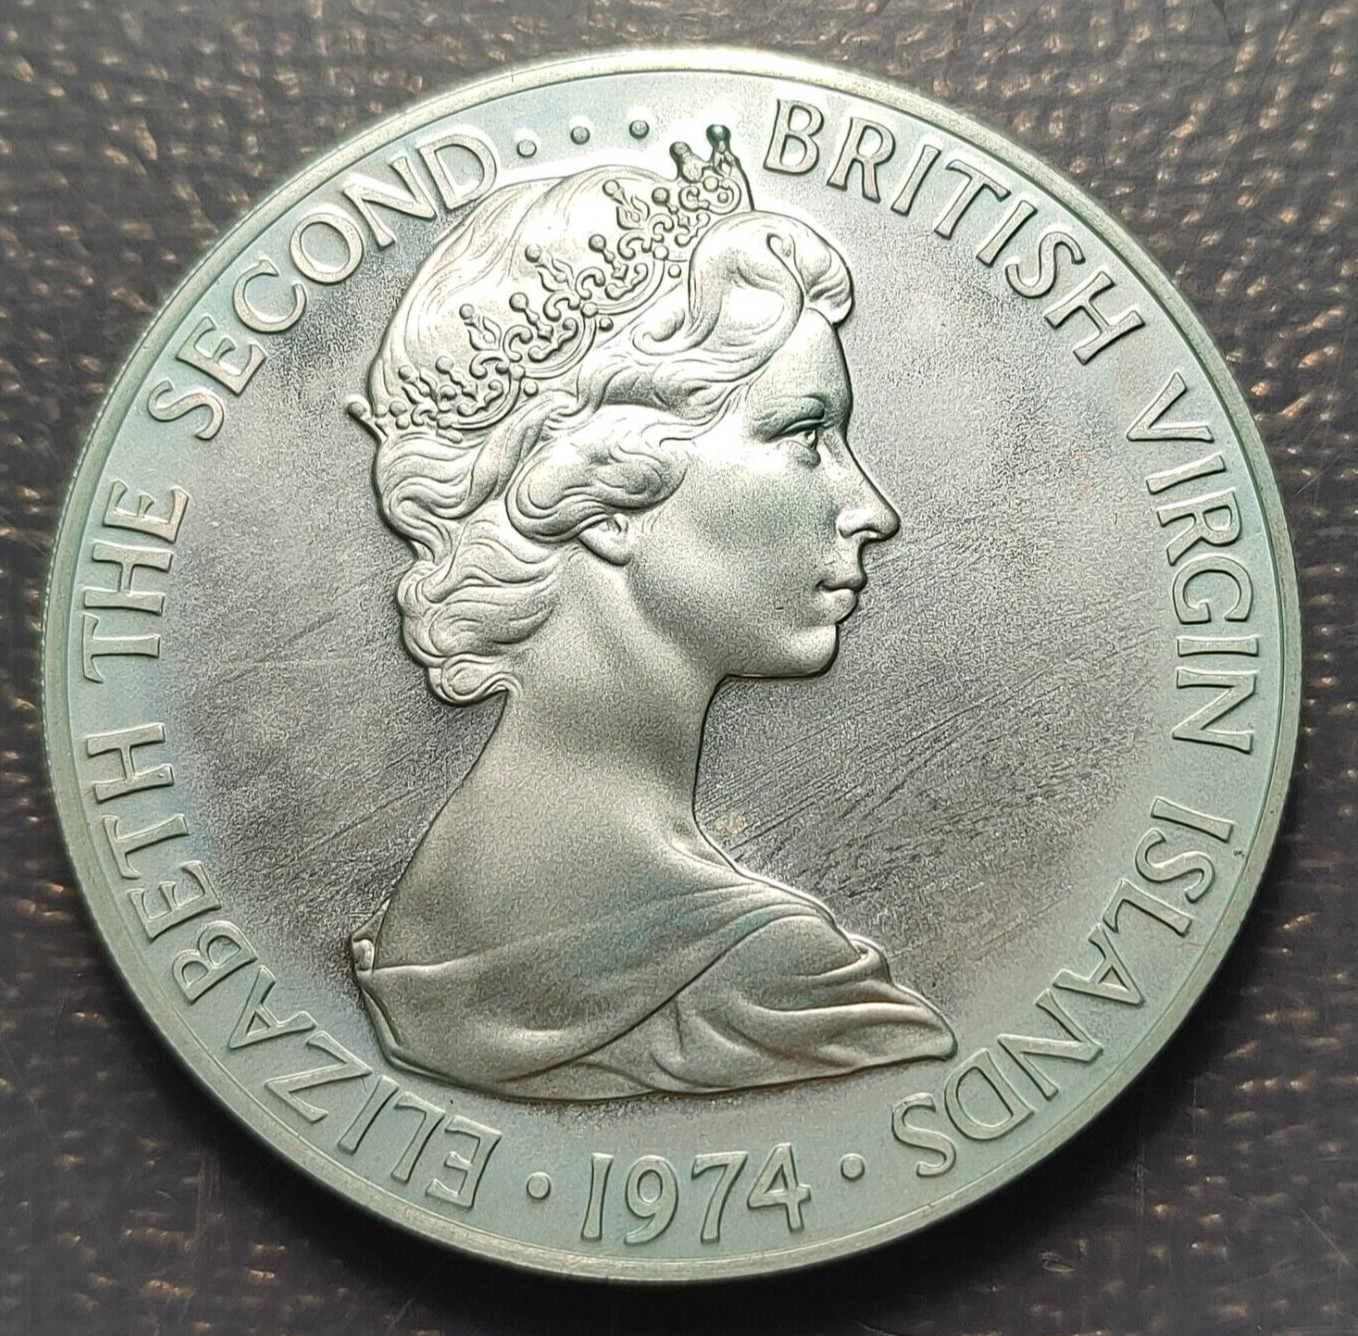 ELIZABETH THE SECOND···· BRITISH VIRGIN ISLANDS
·1974·